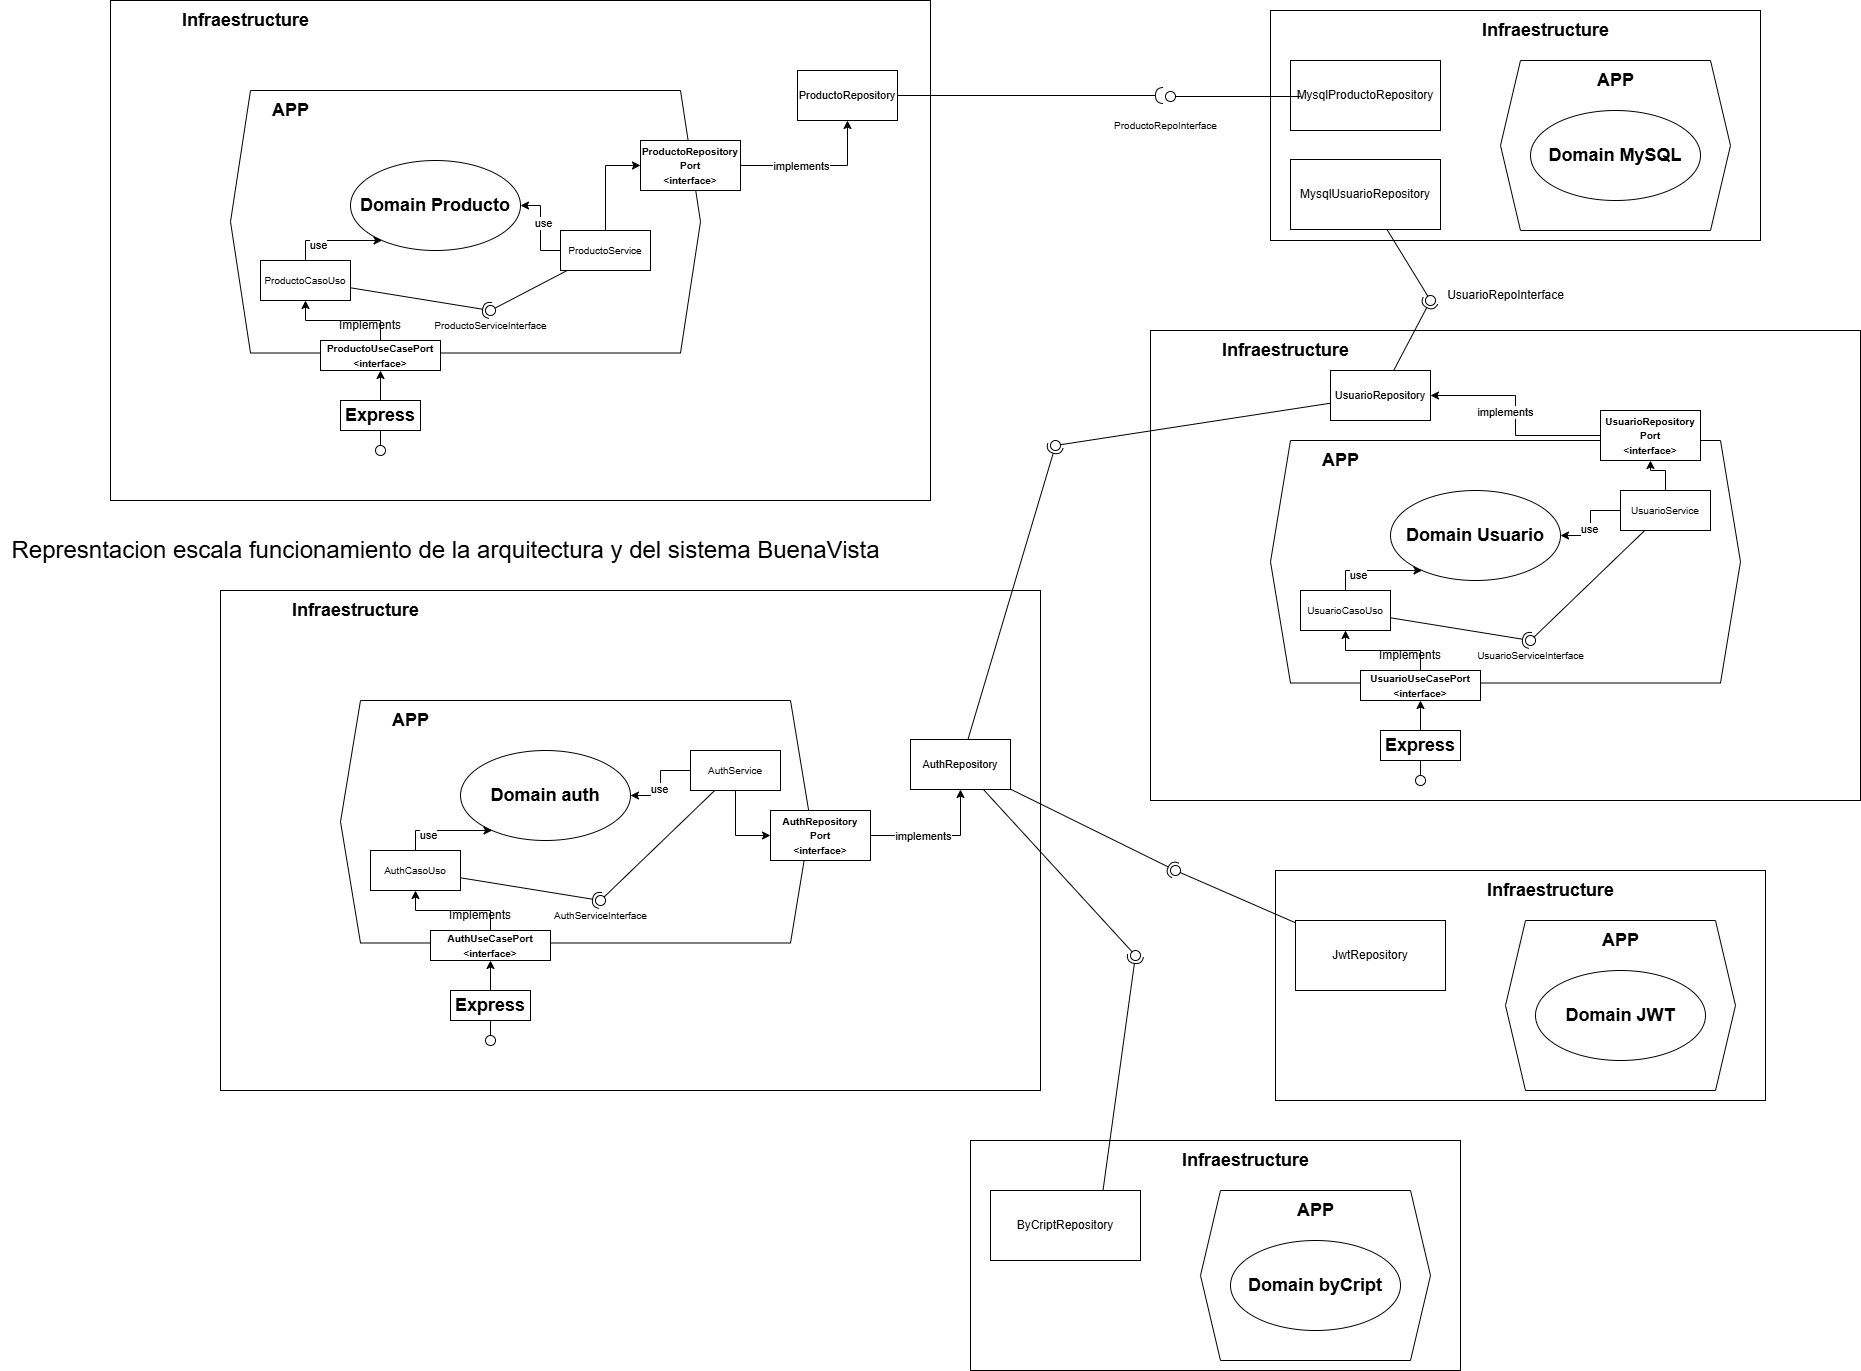 Infraestructure
APP
ProductoRepository
ProductoRepository
Port
<interface>
implements
Domain Producto
use
ProductoService
use
ProductoCasoUso
Implements
ProductoServiceInterface
ProductoUseCasePort
<interface>
Express
ProductoRepoInterface
Infraestructure
MysqlProductoRepository
MysqlUsuarioRepository
APP
Domain MySQL
UsuarioRepoInterface
Infraestructure
UsuarioRepository
implements
UsuarioRepository
Port
<interface>
APP
UsuarioService
Domain Usuario
use
use
UsuarioCasoUso
Implements
UsuarioServiceInterface
UsuarioUseCasePort
<interface>
Express
Represntacion escala funcionamiento de la arquitectura y del sistema BuenaVista
Infraestructure
APP
AuthService
AuthRepository
Domain auth
use
AuthRepository
Port
<interface>
implements
use
AuthCasoUso
Implements
AuthServiceInterface
AuthUseCasePort
<interface>
Express
Infraestructure
JwtRepository
APP
Domain JWT
Infraestructure
ByCriptRepository
APP
Domain byCript